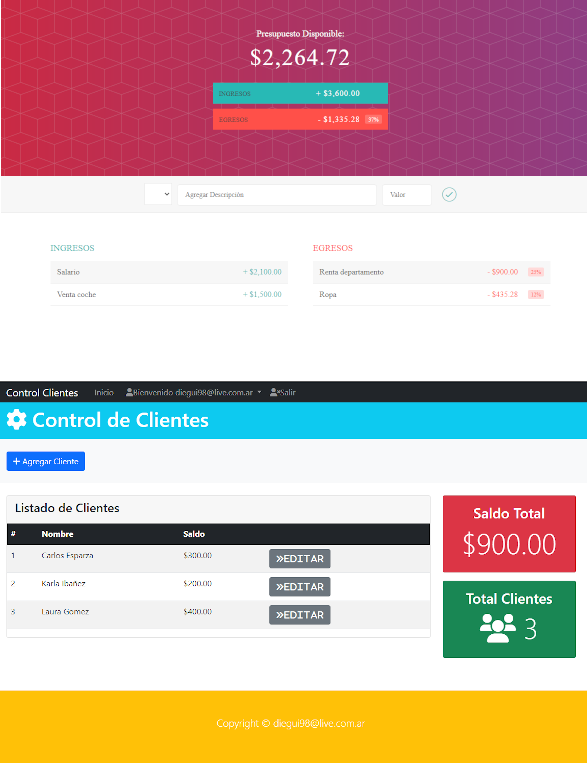 Presupuesto Disponible:
$2,264.72
INGRESOS + $3,600.00
EGRESOS - $1,335.28 37%
Agregar Descripción Valor
INGRESOS
Salario + $2,100.00
Venta coche + $1,500.00
EGRESOS
Renta departamento - $900.00 25%
Ropa - $435.28 12%
Control Clientes Inicio Bienvenido diegui98@live.com.ar Salir
Control de Clientes
+ Agregar Cliente
Listado de Clientes
# Nombre Saldo
1 Carlos Esparza $300.00 »EDITAR
2 Karla Ibañez $200.00 »EDITAR
3 Laura Gomez $400.00 »EDITAR
Saldo Total
$900.00
Total Clientes
3
Copyright © diegui98@live.com.ar